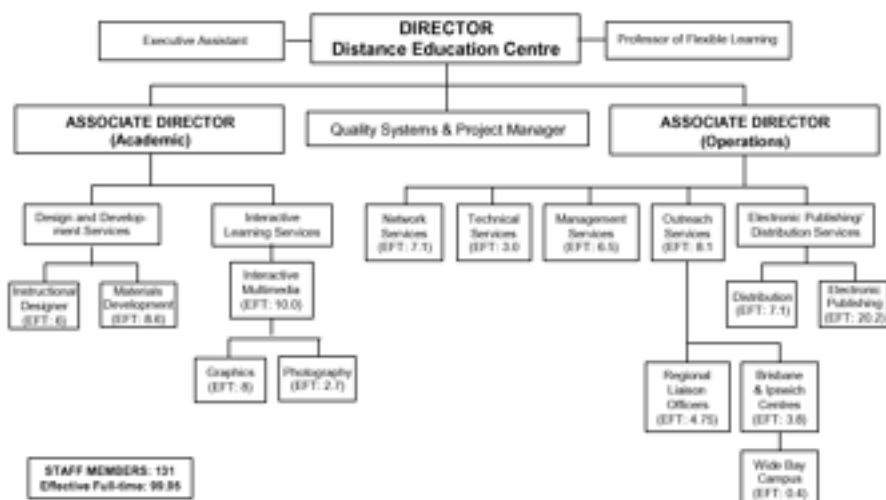 DIRECTOR
Distance Education Centre
Executive Assistant
Professor of Flexible Learning
ASSOCIATE DIRECTOR
(Academic)
Quality Systems & Project Manager
ASSOCIATE DIRECTOR
(Operations)
Design and Develop-
ment Services
Interactive
Learning Services
Network
Services
(EFT: 7.1)
Technical
Services
(EFT: 3.0
Management
Services
(EFT: 6.5)
Outreach
Services
(EFT: 8.1
Electronic Publishing/
Distribution Services
Instructional
Designer
(EFT: 6)
Materials
Development
(EFT: 8.6)
Interactive
Multimedia
(EFT: 10.0)
Distribution
(EFT: 7.1)
Electronic
Publishing
(EFT: 20.2)
Graphics
(EFT: 8)
Photography
(EFT: 2.7)
Regional
Liaison
Officers
(EFT: 4.75)
Brisbane
& Ipswich
Centres
(EFT: 3.8)
Wide Bay
Campus
(EFT: 0.4)
STAFF MEMBERS: 131
Effective Full-time: 99.95